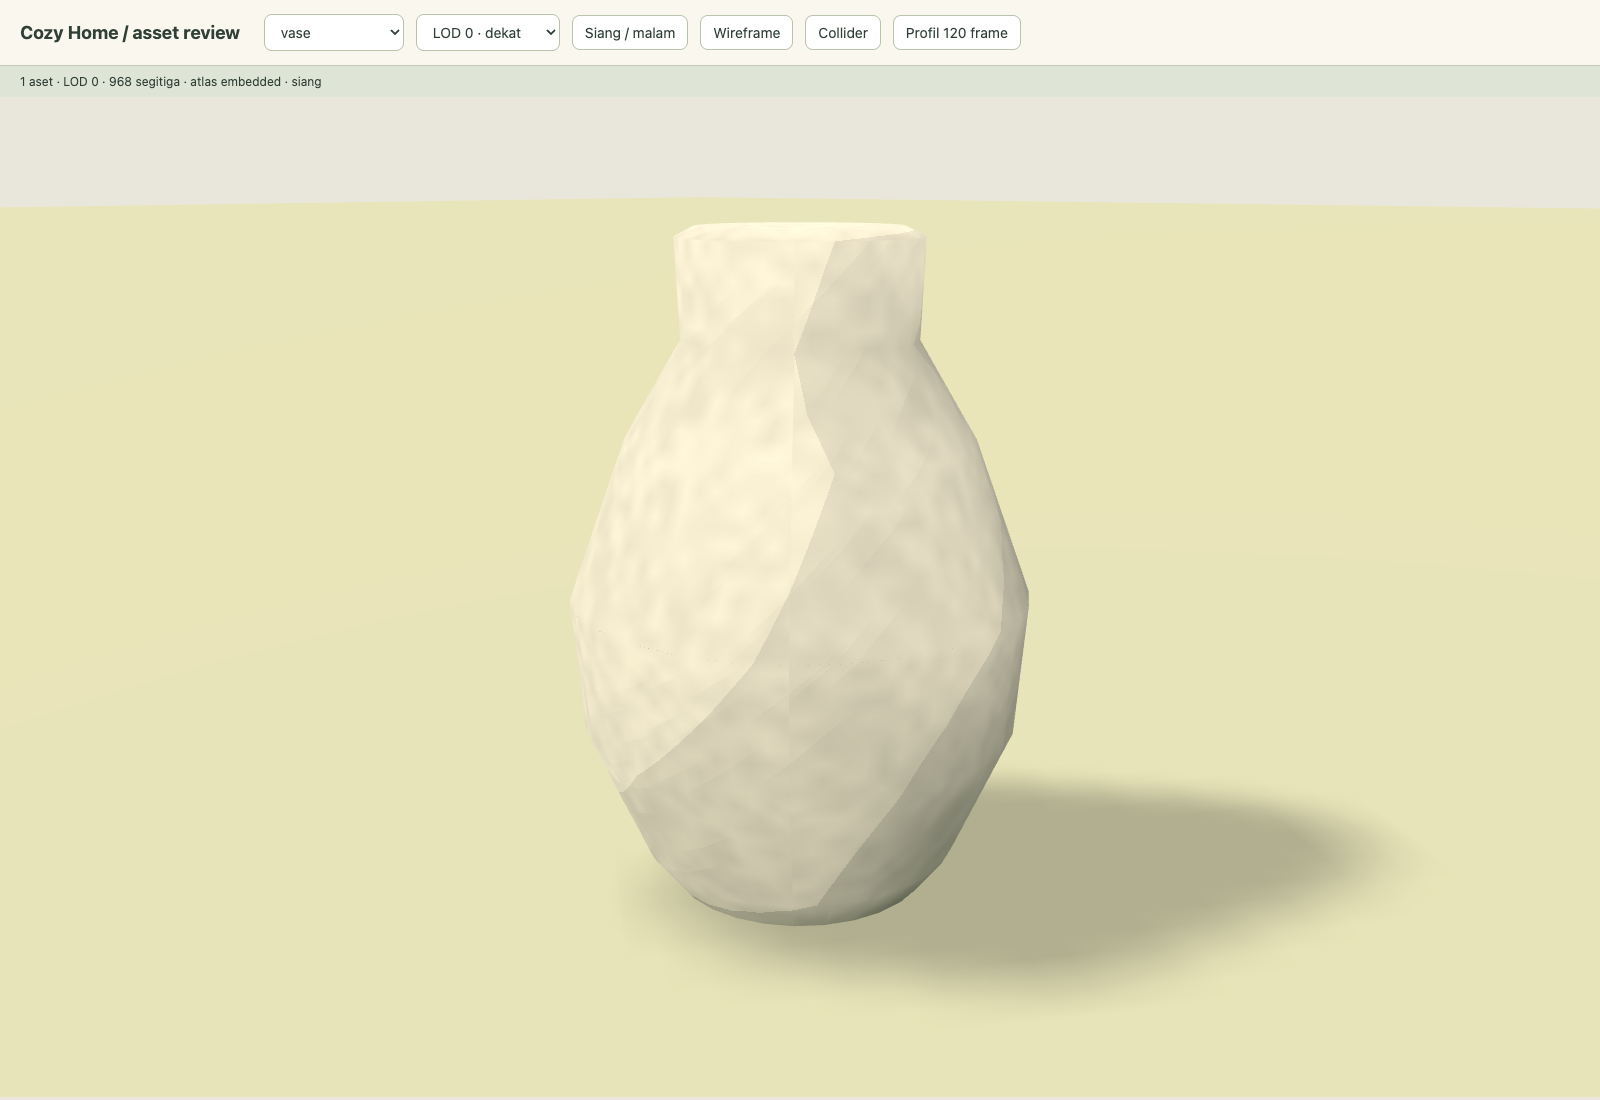 Cozy Home / asset review vase LOD 0 · dekat Siang / malam Wireframe Collider Profil 120 frame
1 aset · LOD 0 · 968 segitiga · atlas embedded · siang